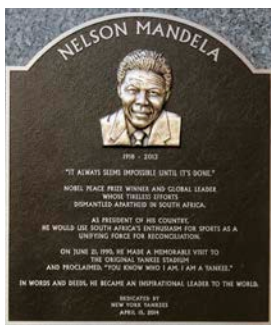 NELSON MANDELA
1918 - 2013
"IT ALWAYS SEEMS IMPOSSIBLE UNTIL IT'S DONE."
NOBEL PEACE PRIZE WINNER AND GLOBAL LEADER
WHOSE TIRELESS EFFORTS
DISMANTLED APARTHEID IN SOUTH AFRICA.
AS PRESIDENT OF HIS COUNTRY,
HE WOULD USE SOUTH AFRICA'S ENTHUSIASM FOR SPORTS AS A
UNIFYING FORCE FOR RECONCILIATION.
ON JUNE 21, 1990, HE MADE A MEMORABLE VISIT TO
THE ORIGINAL YANKEE STADIUM
AND PROCLAIMED, "YOU KNOW WHO I AM. I AM A YANKEE."
IN WORDS AND DEEDS, HE BECAME AN INSPIRATIONAL LEADER TO THE WORLD.
DEDICATED BY
NEW YORK YANKEES
APRIL 15, 2014